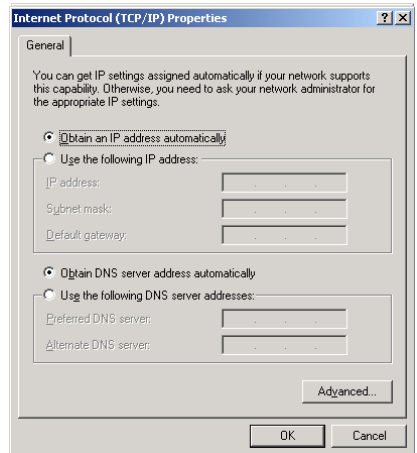 Internet Protocol (TCP/IP) Properties
General
You can get IP settings assigned automatically if your network supports
this capability. Otherwise, you need to ask your network administrator for
the appropriate IP settings.
Obtain an IP address automatically
Use the following IP address:
IP address:
Subnet mask:
Default gateway:
Obtain DNS server address automatically
Use the following DNS server addresses:
Preferred DNS server:
Alternate DNS server:
Advanced...
OK Cancel